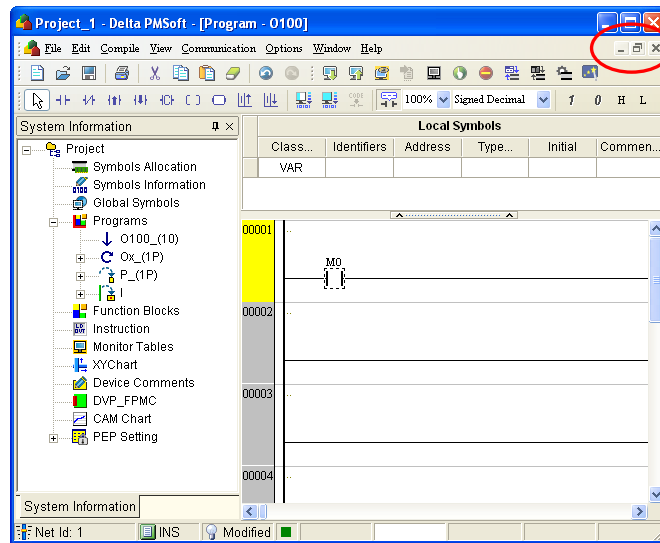 Project_1 - Delta PMSoft - [Program - O100]
File Edit Compile View Communication Options Window Help
CODE 100% Signed Decimal 1 0 H L
System Information
Local Symbols
Class... Identifiers Address Type... Initial Commen...
VAR
Project
Symbols Allocation
Symbols Information
Global Symbols
Programs
O100_(10)
Ox_(1P)
P_(1P)
I
Function Blocks
Instruction
Monitor Tables
XYChart
Device Comments
DVP_FPMC
CAM Chart
PEP Setting
00001
M0
00002
00003
00004
System Information
Net Id: 1 INS Modified